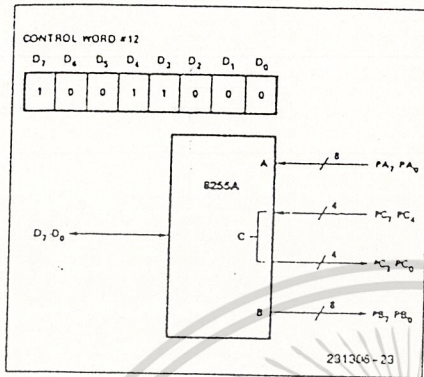 CONTROL WORD #12
D₇ D₆ D₅ D₄ D₃ D₂ D₁ D₀
1 0 0 1 1 0 0 0
8255A
A
8
PA₇ PA₀
4
PC₇ PC₄
C
D₇-D₀
4
PC₃ PC₀
B
8
PB₇ PB₀
231306-23